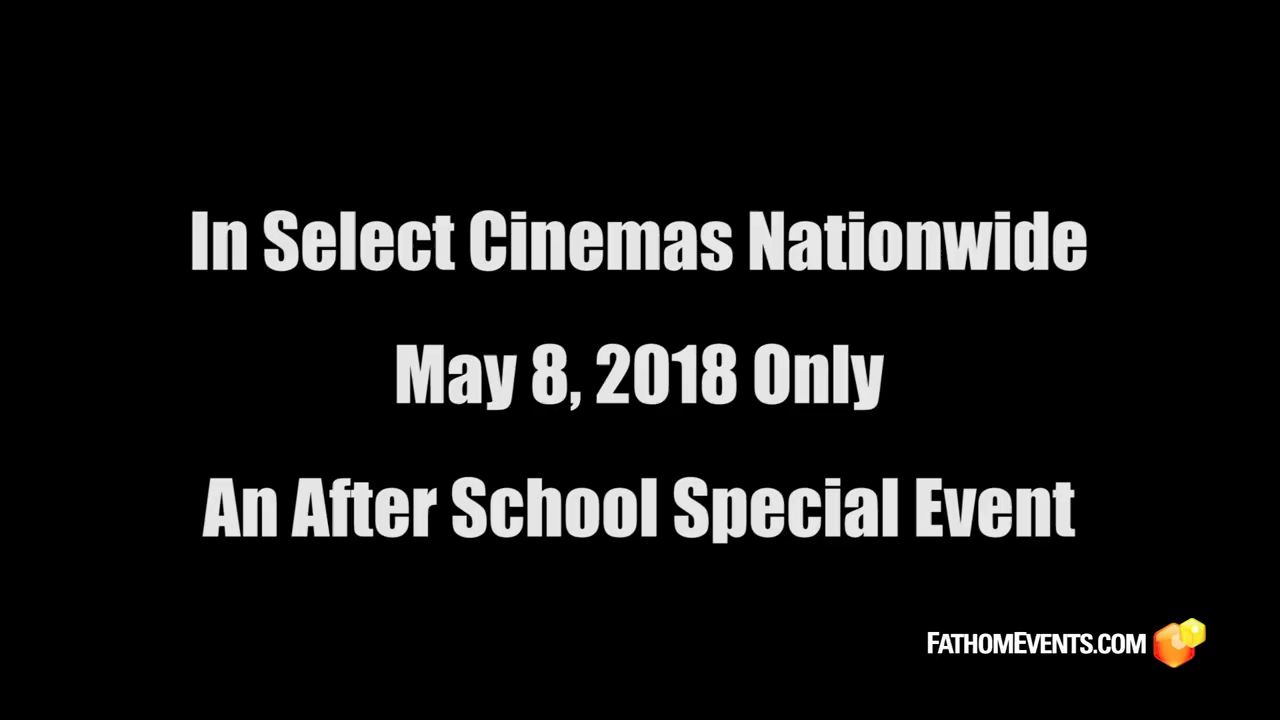 In Select Cinemas Nationwide
May 8, 2018 Only
An After School Special Event
FATHOMEVENTS.COM